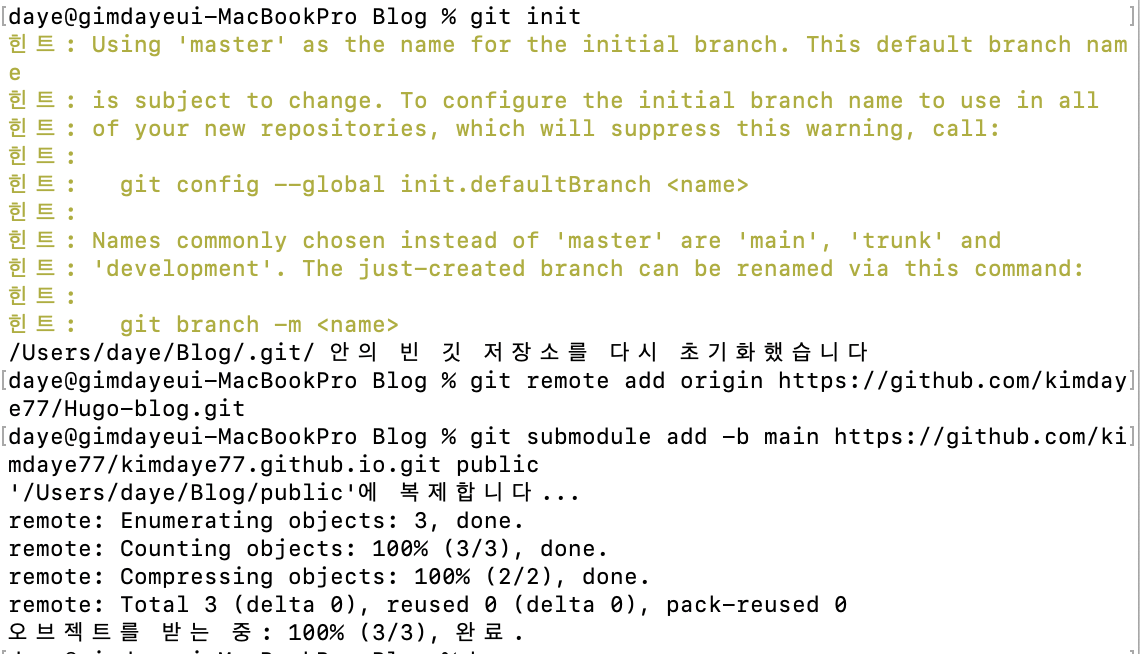 [daye@gimdayeui-MacBookPro Blog % git init ]
힌트: Using 'master' as the name for the initial branch. This default branch nam
e
힌트: is subject to change. To configure the initial branch name to use in all
힌트: of your new repositories, which will suppress this warning, call:
힌트:
힌트:   git config --global init.defaultBranch <name>
힌트:
힌트: Names commonly chosen instead of 'master' are 'main', 'trunk' and
힌트: 'development'. The just-created branch can be renamed via this command:
힌트:
힌트:   git branch -m <name>
/Users/daye/Blog/.git/ 안의 빈 깃 저장소를 다시 초기화했습니다
[daye@gimdayeui-MacBookPro Blog % git remote add origin https://github.com/kimday]
e77/Hugo-blog.git
[daye@gimdayeui-MacBookPro Blog % git submodule add -b main https://github.com/ki]
mdaye77/kimdaye77.github.io.git public
'/Users/daye/Blog/public'에 복제합니다...
remote: Enumerating objects: 3, done.
remote: Counting objects: 100% (3/3), done.
remote: Compressing objects: 100% (2/2), done.
remote: Total 3 (delta 0), reused 0 (delta 0), pack-reused 0
오브젝트를 받는 중: 100% (3/3), 완료.